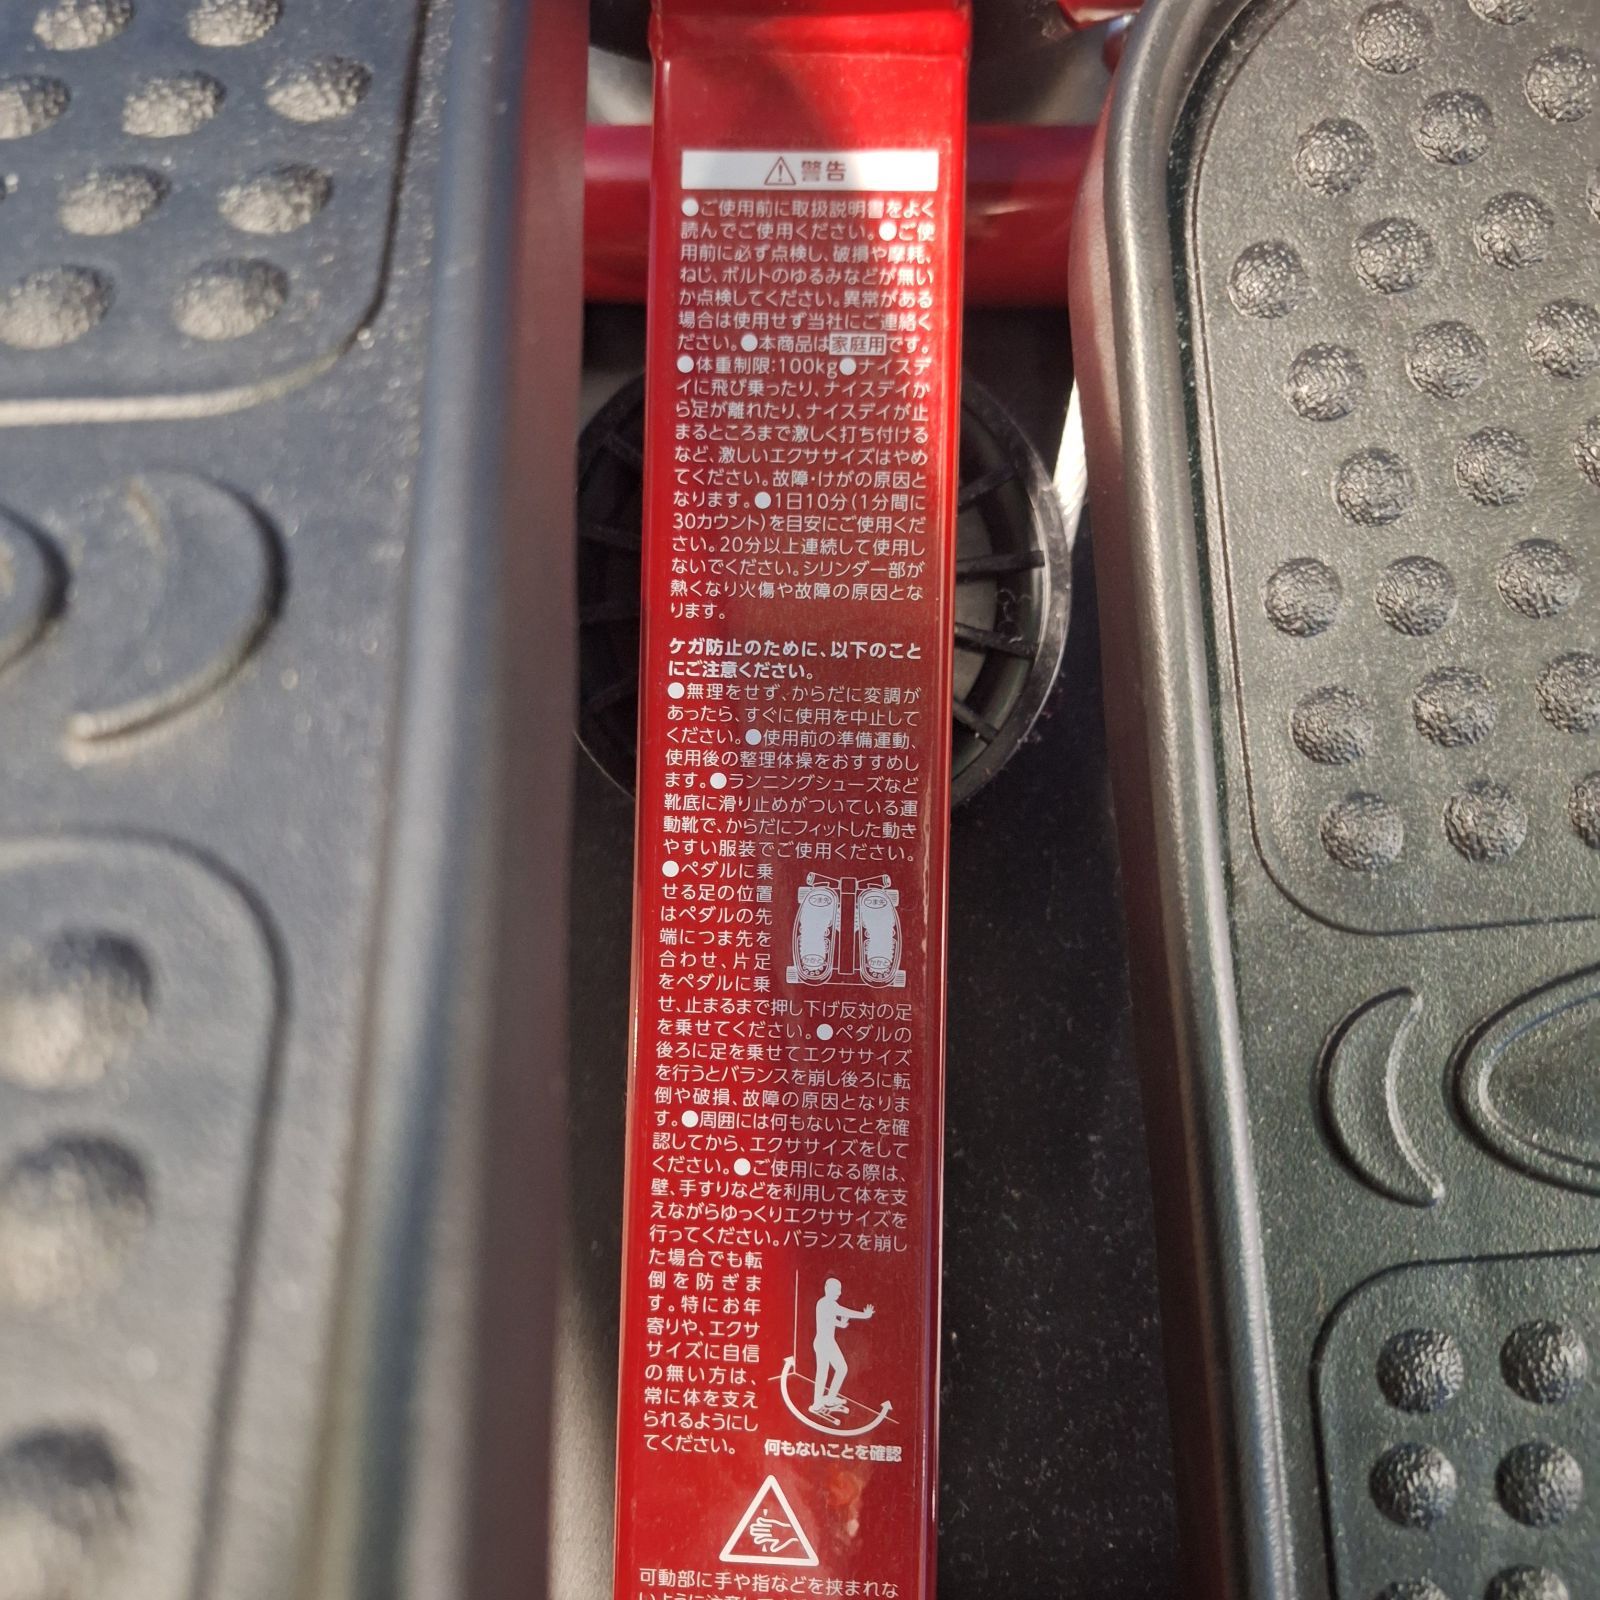 ⚠警告
●ご使用前に取扱説明書をよく
読んでご使用ください。●ご使
用前に必ず点検し、破損や摩耗、
ねじ、ボルトのゆるみなどが無い
か点検してください。異常がある
場合は使用せず当社にご連絡く
ださい。●本商品は家庭用です。
●体重制限:100kg●ナイスデ
イに飛び乗ったり、ナイスデイか
ら足が離れたり、ナイスデイが止
まるところまで激しく打ち付ける
など、激しいエクササイズはやめ
てください。故障・けがの原因と
なります。●1日10分(1分間に
30カウント)を目安にご使用くだ
さい。20分以上連続して使用し
ないでください。シリンダー部が
熱くなり火傷や故障の原因とな
ります。
ケガ防止のために、以下のこと
にご注意ください。
●無理をせず、からだに変調が
あったら、すぐに使用を中止して
ください。●使用前の準備運動、
使用後の整理体操をおすすめし
ます。●ランニングシューズなど
靴底に滑り止めがついている運
動靴で、からだにフィットした動き
やすい服装でご使用ください。
●ペダルに乗
せる足の位置
はペダルの先
端につま先を
合わせ、片足
をペダルに乗
つま先 つま先
かかと かかと
せ、止まるまで押し下げ反対の足
を乗せてください。●ペダルの
後ろに足を乗せてエクササイズ
を行うとバランスを崩し後ろに転
倒や破損、故障の原因となりま
す。●周囲には何もないことを確
認してから、エクササイズをして
ください。●ご使用になる際は、
壁、手すりなどを利用して体を支
えながらゆっくりエクササイズを
行ってください。バランスを崩し
た場合でも転
倒を防ぎま
す。特にお年
寄りや、エクサ
サイズに自信
の無い方は、
常に体を支え
られるようにし
てください。
何もないことを確認
可動部に手や指などを挟まれな